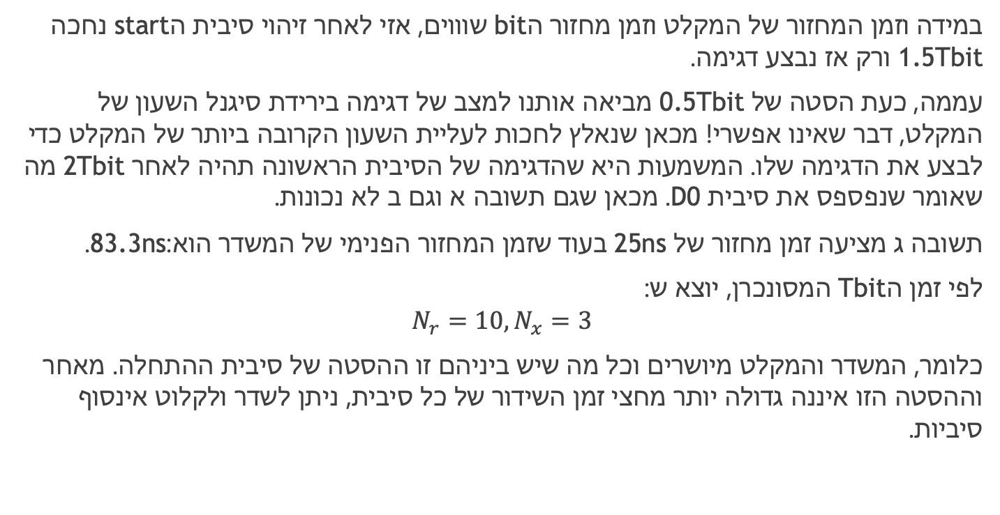 במידה וזמן המחזור של המקלט וזמן מחזור הbit שוווים, אזי לאחר זיהוי סיבית הstart נחכה
1.5Tbit ורק אז נבצע דגימה.
עממה, כעת הסטה של 0.5Tbit מביאה אותנו למצב של דגימה בירידת סיגנל השעון של
המקלט, דבר שאינו אפשרי! מכאן שנאלץ לחכות לעליית השעון הקרובה ביותר של המקלט כדי
לבצע את הדגימה שלו. המשמעות היא שהדגימה של הסיבית הראשונה תהיה לאחר 2Tbit מה
שאומר שנפספס את סיבית D0. מכאן שגם תשובה א וגם ב לא נכונות.
תשובה ג מציעה זמן מחזור של 25ns בעוד שזמן המחזור הפנימי של המשדר הוא:83.3ns.
לפי זמן הTbit המסונכרן, יוצא ש:
$N_r = 10, N_x = 3$
כלומר, המשדר והמקלט מיושרים וכל מה שיש ביניהם זו ההסטה של סיבית ההתחלה. מאחר
וההסטה הזו איננה גדולה יותר מחצי זמן השידור של כל סיבית, ניתן לשדר ולקלוט אינסוף
סיביות.